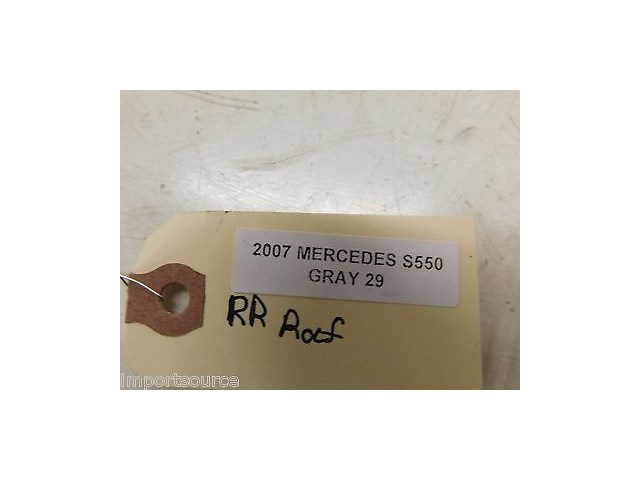 2007 MERCEDES S550
GRAY 29
RR Roof
importsource